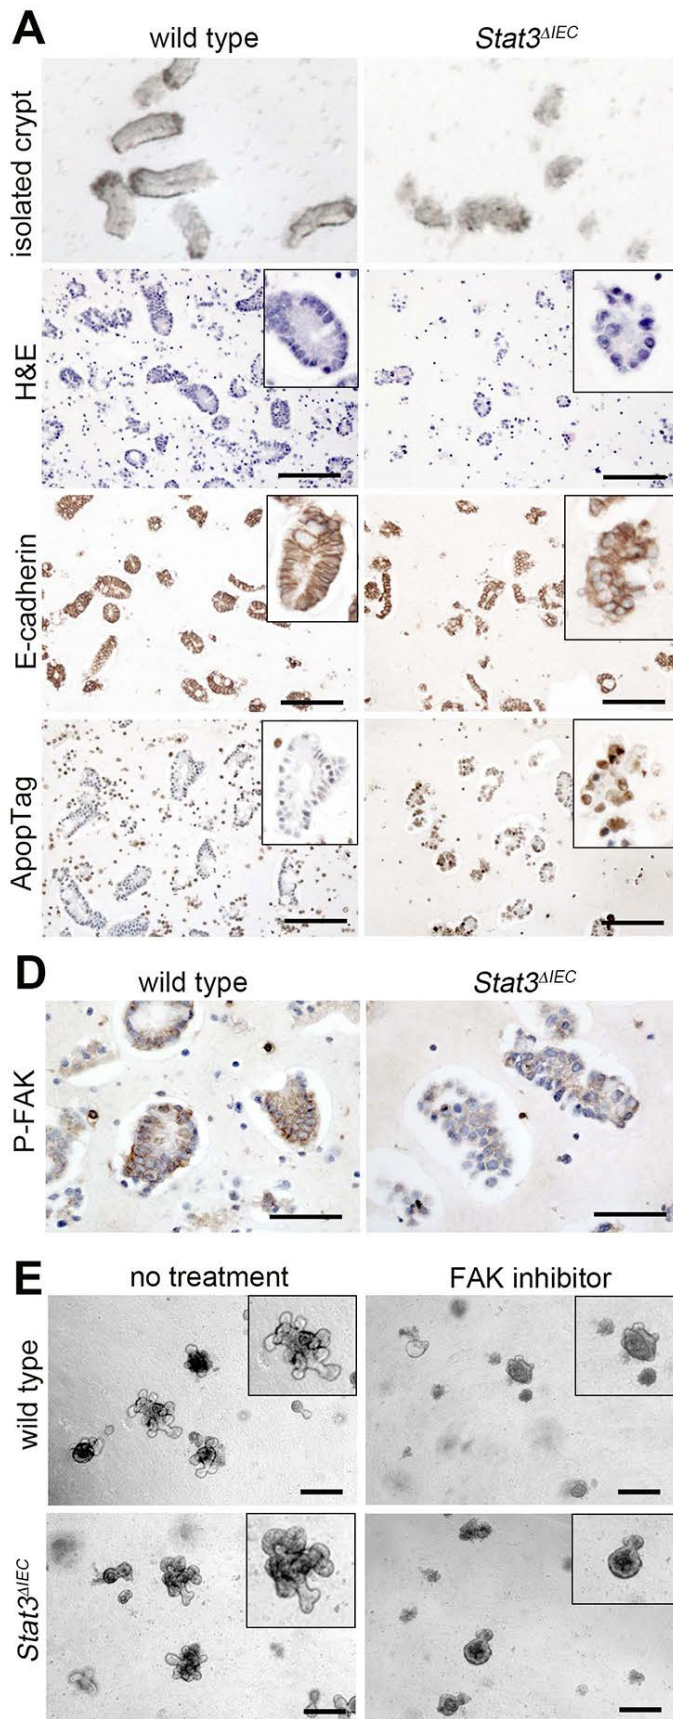 A
wild type Stat3ΔIEC
isolated crypt
H&E
E-cadherin
ApopTag
D
wild type Stat3ΔIEC
P-FAK
E
no treatment FAK inhibitor
wild type
Stat3ΔIEC